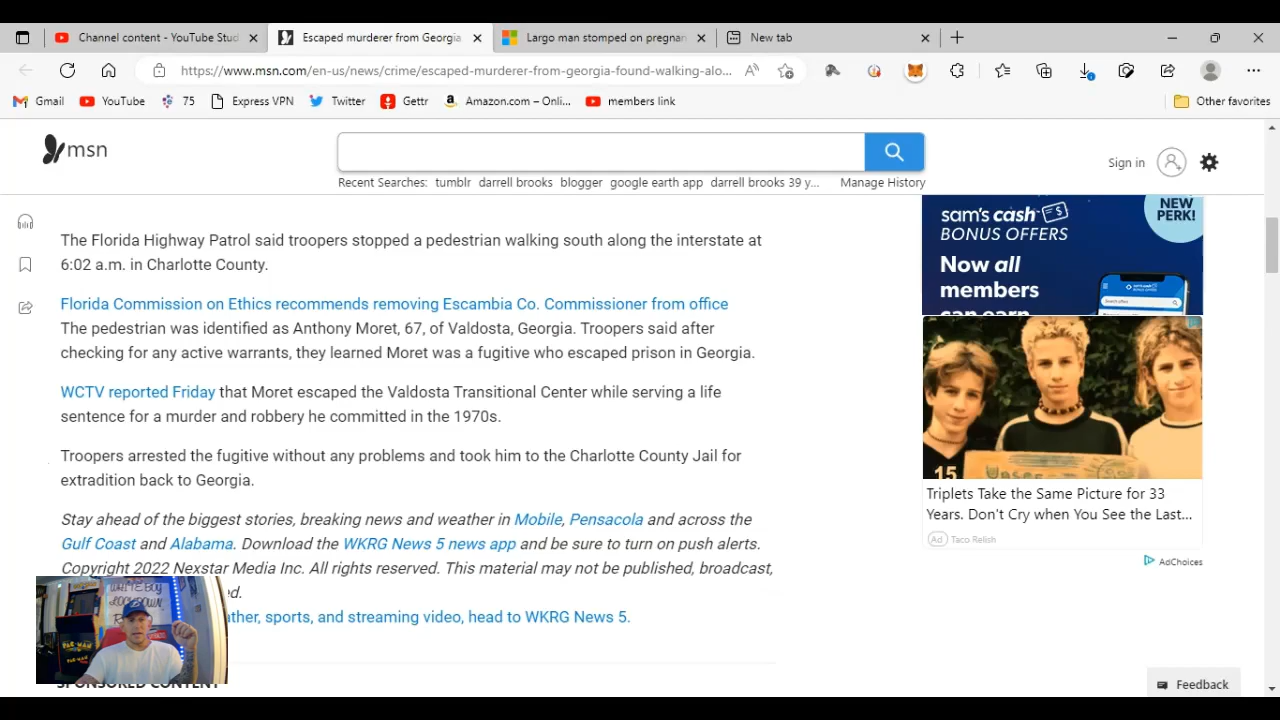 Channel content - YouTube Stud
Escaped murderer from Georgia
Largo man stomped on pregnan
New tab
https://www.msn.com/en-us/news/crime/escaped-murderer-from-georgia-found-walking-alo...
Gmail
YouTube
75
Express VPN
Twitter
Gettr
Amazon.com – Onli...
members link
Other favorites
msn
Sign in
Recent Searches: tumblr darrell brooks blogger google earth app darrell brooks 39 y... Manage History
The Florida Highway Patrol said troopers stopped a pedestrian walking south along the interstate at
6:02 a.m. in Charlotte County.
Florida Commission on Ethics recommends removing Escambia Co. Commissioner from office
The pedestrian was identified as Anthony Moret, 67, of Valdosta, Georgia. Troopers said after
checking for any active warrants, they learned Moret was a fugitive who escaped prison in Georgia.
WCTV reported Friday that Moret escaped the Valdosta Transitional Center while serving a life
sentence for a murder and robbery he committed in the 1970s.
Troopers arrested the fugitive without any problems and took him to the Charlotte County Jail for
extradition back to Georgia.
Stay ahead of the biggest stories, breaking news and weather in Mobile, Pensacola and across the
Gulf Coast and Alabama. Download the WKRG News 5 news app and be sure to turn on push alerts.
Copyright 2022 Nexstar Media Inc. All rights reserved. This material may not be published, broadcast,
ed.
ather, sports, and streaming video, head to WKRG News 5.
SPONSORED CONTENT
WHITE BOY
LOCKDOWN
PAC-MAN
sam's cash
BONUS OFFERS
Now all
members
can earn
NEW
PERK!
15
Triplets Take the Same Picture for 33
Years. Don't Cry when You See the Last...
Ad Taco Relish
AdChoices
Feedback